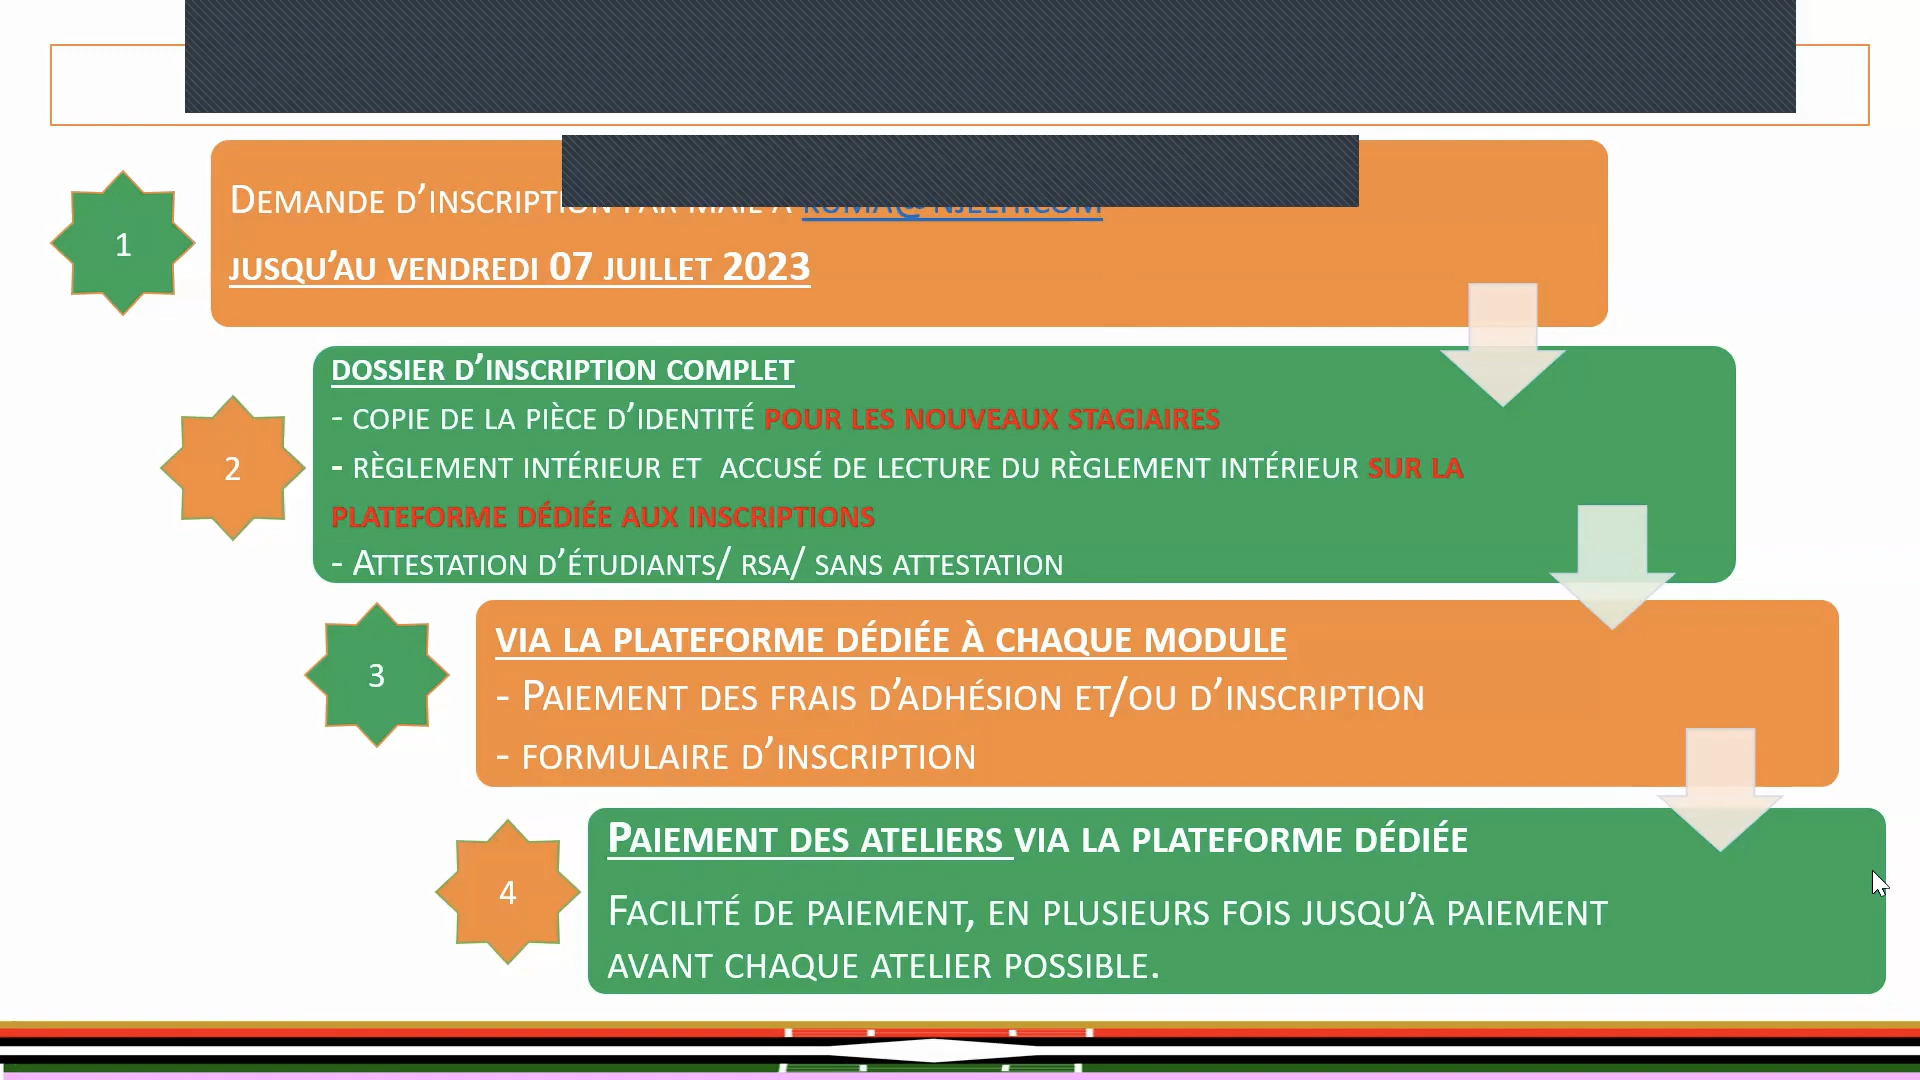 1
DEMANDE D'INSCRIPTION PAR MAIL À
JUSQU'AU VENDREDI 07 JUILLET 2023
2
DOSSIER D'INSCRIPTION COMPLET
- COPIE DE LA PIÈCE D'IDENTITÉ POUR LES NOUVEAUX STAGIAIRES
- RÈGLEMENT INTÉRIEUR ET ACCUSÉ DE LECTURE DU RÈGLEMENT INTÉRIEUR SUR LA
PLATEFORME DÉDIÉE AUX INSCRIPTIONS
- ATTESTATION D'ÉTUDIANTS/ RSA/ SANS ATTESTATION
3
VIA LA PLATEFORME DÉDIÉE À CHAQUE MODULE
- PAIEMENT DES FRAIS D'ADHÉSION ET/OU D'INSCRIPTION
- FORMULAIRE D'INSCRIPTION
4
PAIEMENT DES ATELIERS VIA LA PLATEFORME DÉDIÉE
FACILITÉ DE PAIEMENT, EN PLUSIEURS FOIS JUSQU'À PAIEMENT
AVANT CHAQUE ATELIER POSSIBLE.